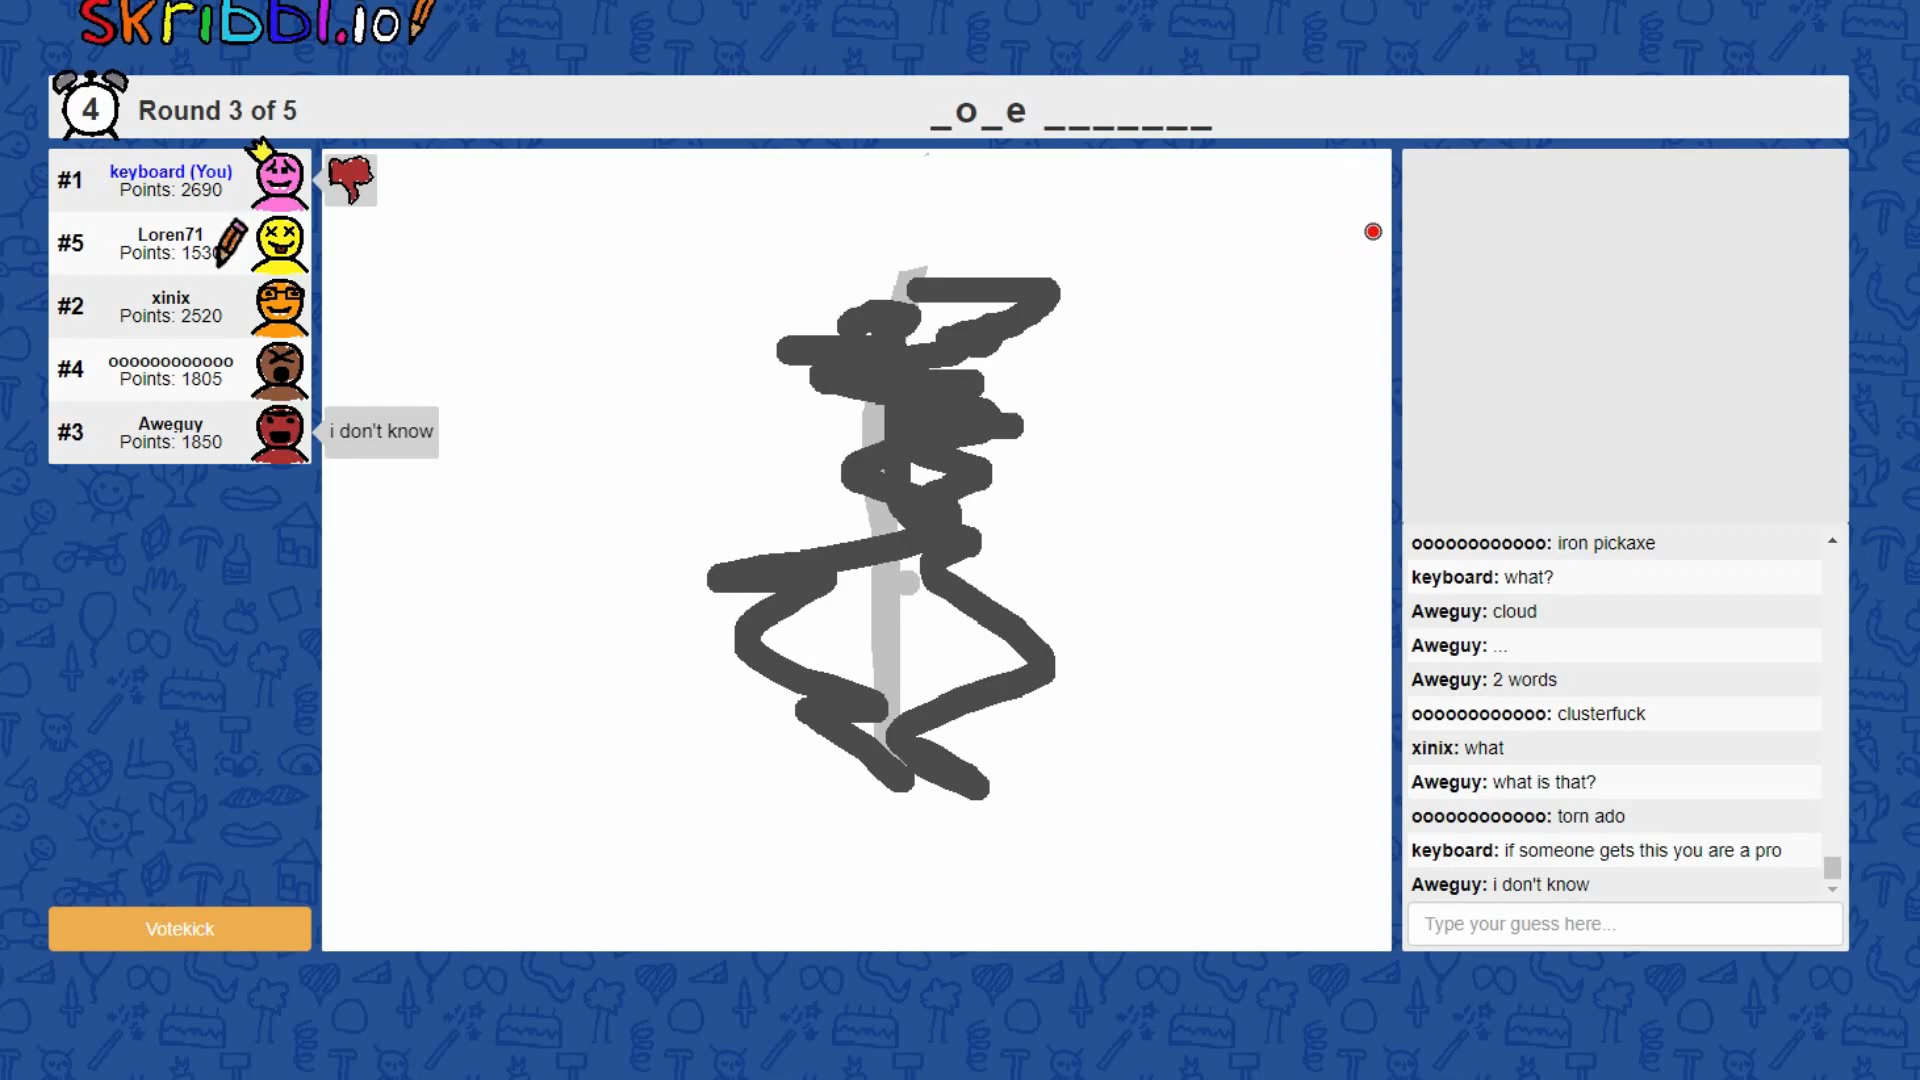 skribbl.io
4 Round 3 of 5 _o_e _______
#1 keyboard (You)
Points: 2690
#5 Loren71
Points: 1530
#2 xinix
Points: 2520
#4 oooooooooooo
Points: 1805
#3 Aweguy
Points: 1850
i don't know
Votekick
oooooooooooo: iron pickaxe
keyboard: what?
Aweguy: cloud
Aweguy: ...
Aweguy: 2 words
oooooooooooo: clusterfuck
xinix: what
Aweguy: what is that?
oooooooooooo: torn ado
keyboard: if someone gets this you are a pro
Aweguy: i don't know
Type your guess here...